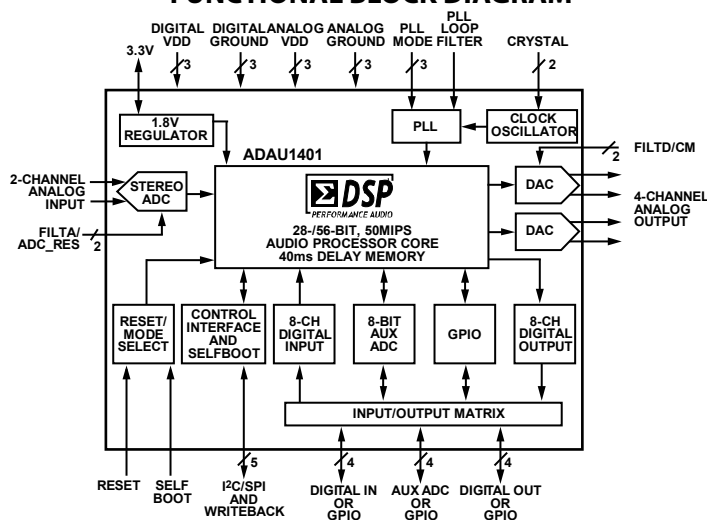 FUNCTIONAL BLOCK DIAGRAM
DIGITAL VDD
DIGITAL GROUND
ANALOG VDD
ANALOG GROUND
PLL MODE
PLL LOOP FILTER
CRYSTAL
3.3V
3
3
3
3
3
2
1.8V
REGULATOR
PLL
CLOCK
OSCILLATOR
ADAU1401
FILTD/CM
2
2-CHANNEL
ANALOG
INPUT
STEREO
ADC
FILTA/
ADC_RES
2
ΣDSP
PERFORMANCE AUDIO
28-/56-BIT, 50MIPS
AUDIO PROCESSOR CORE
40ms DELAY MEMORY
DAC
DAC
4-CHANNEL
ANALOG
OUTPUT
RESET/
MODE
SELECT
CONTROL
INTERFACE
AND
SELFBOOT
8-CH
DIGITAL
INPUT
8-BIT
AUX
ADC
GPIO
8-CH
DIGITAL
OUTPUT
INPUT/OUTPUT MATRIX
5
4
4
4
RESET
SELF
BOOT
I²C/SPI
AND
WRITEBACK
DIGITAL IN
OR
GPIO
AUX ADC
OR
GPIO
DIGITAL OUT
OR
GPIO